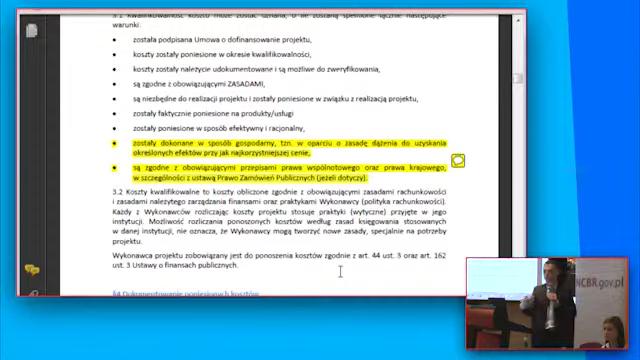 3.1 Kwalifikowalność kosztu może zostać uznana, o ile zostaną spełnione łącznie następujące
warunki:
• została podpisana Umowa o dofinansowanie projektu,
• koszty zostały poniesione w okresie kwalifikowalności,
• koszty zostały należycie udokumentowane i są możliwe do zweryfikowania,
• są zgodne z obowiązującymi ZASADAMI,
• są niezbędne do realizacji projektu i zostały poniesione w związku z realizacją projektu,
• zostały faktycznie poniesione na produkty/usługi
• zostały poniesione w sposób efektywny i racjonalny,
• zostały dokonane w sposób gospodarny, tzn. w oparciu o zasadę dążenia do uzyskania
określonych efektów przy jak najkorzystniejszej cenie,
• są zgodne z obowiązującymi przepisami prawa wspólnotowego oraz prawa krajowego,
w szczególności z ustawą Prawo Zamówień Publicznych (jeżeli dotyczy).
3.2 Koszty kwalifikowalne to koszty obliczone zgodnie z obowiązującymi zasadami rachunkowości
i zasadami należytego zarządzania finansami oraz praktykami Wykonawcy (polityka rachunkowości).
Każdy z Wykonawców rozliczając koszty projektu stosuje praktyki (wytyczne) przyjęte w jego
instytucji. Możliwość rozliczania ponoszonych kosztów według zasad księgowania stosowanych
w danej instytucji, nie oznacza, że Wykonawcy mogą tworzyć nowe zasady, specjalnie na potrzeby
projektu.
Wykonawca projektu zobowiązany jest do ponoszenia kosztów zgodnie z art. 44 ust. 3 oraz art. 162
ust. 3 Ustawy o finansach publicznych.
§4 Dokumentowanie poniesionych kosztów
NCBR.gov.pl